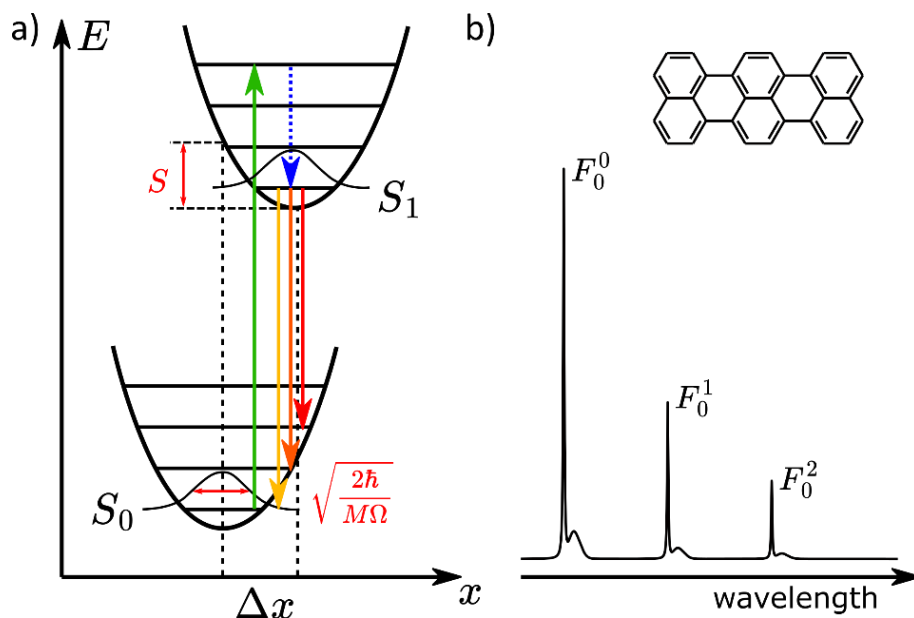 a)
E
S
S₁
S₀
√(2ħ/MΩ)
Δx
x
b)
F₀⁰
F₀¹
F₀²
wavelength